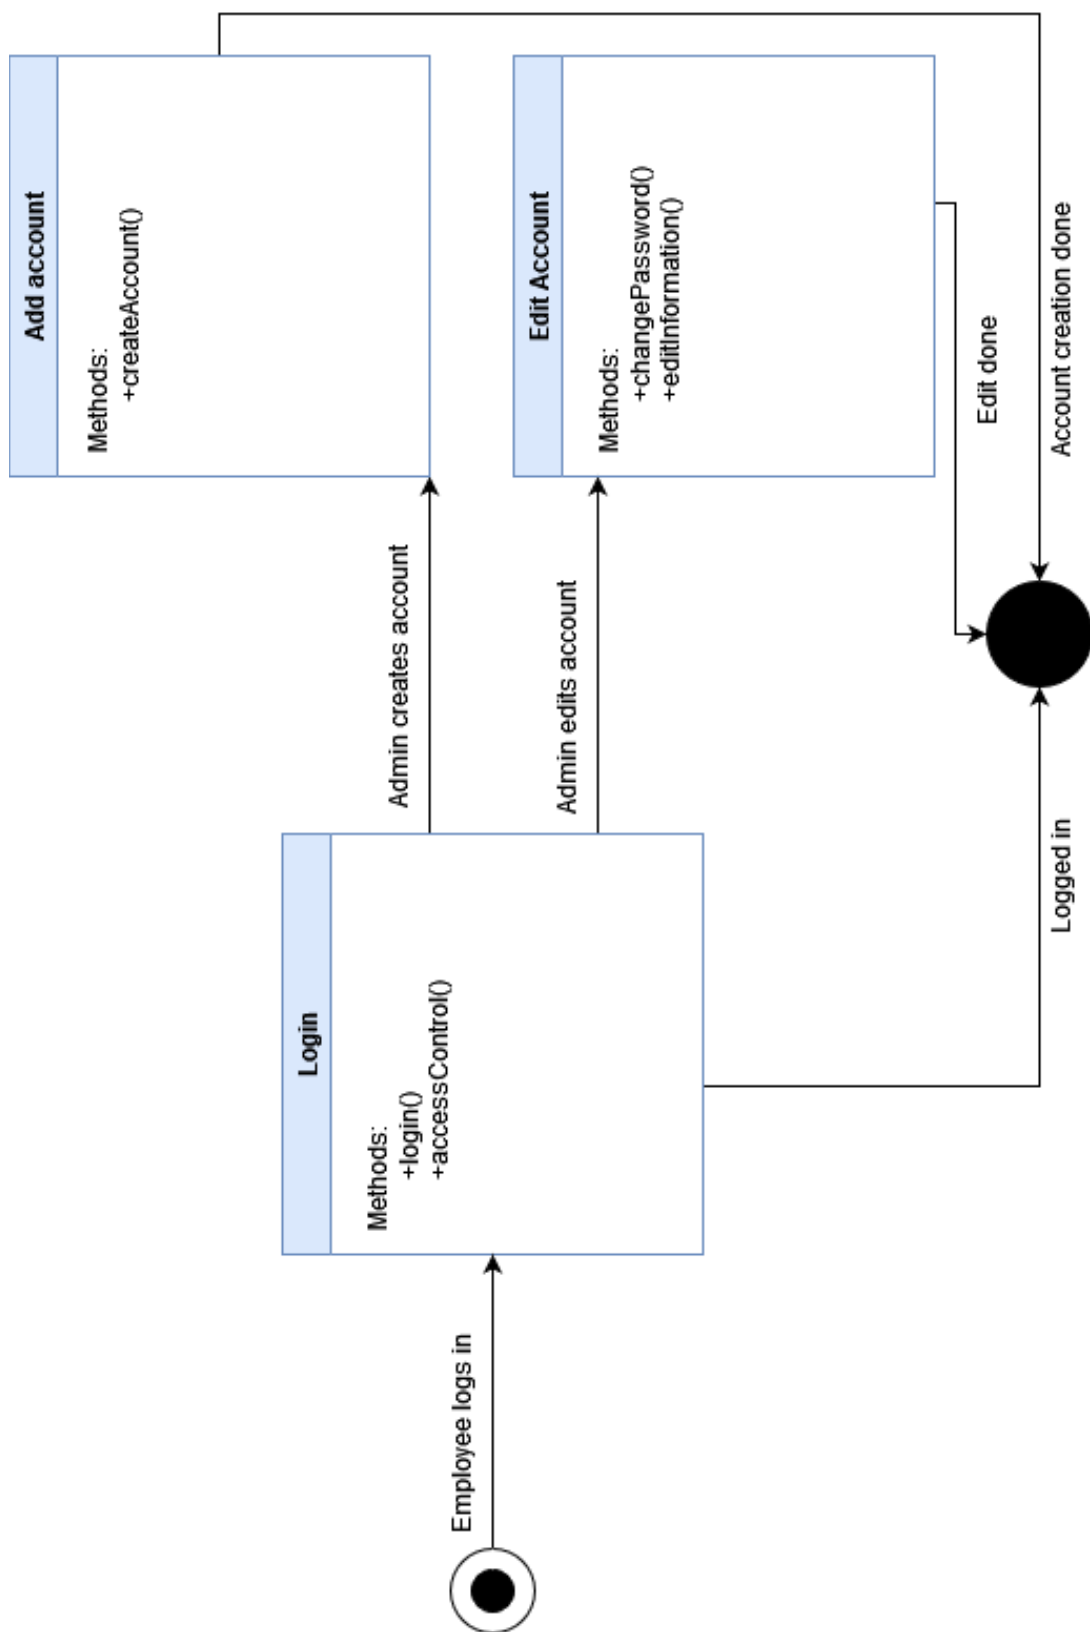 Employee logs in
Login
Methods:
+login()
+accessControl()
Admin creates account
Admin edits account
Logged in
Add account
Methods:
+createAccount()
Edit Account
Methods:
+changePassword()
+editInformation()
Edit done
Account creation done